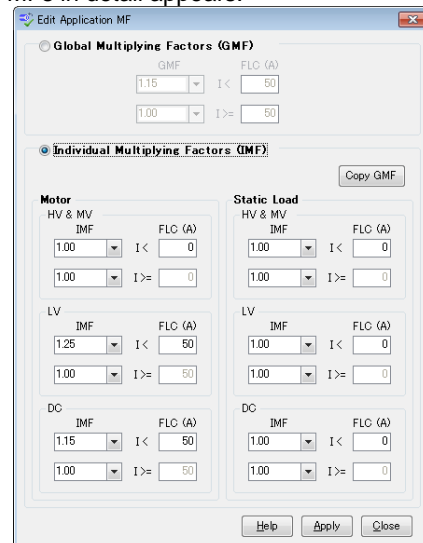 MFs in detail appears.
Edit Application MF
Global Multiplying Factors (GMF)
GMF FLC (A)
1.15 I< 50
1.00 I>= 50
Individual Multiplying Factors (IMF)
Copy GMF
Motor Static Load
HV & MV HV & MV
IMF FLC (A) IMF FLC (A)
1.00 I< 0 1.00 I< 0
1.00 I>= 0 1.00 I>= 0
LV LV
IMF FLC (A) IMF FLC (A)
1.25 I< 50 1.00 I< 0
1.00 I>= 50 1.00 I>= 0
DC DC
IMF FLC (A) IMF FLC (A)
1.15 I< 50 1.00 I< 0
1.00 I>= 50 1.00 I>= 0
Help Apply Close